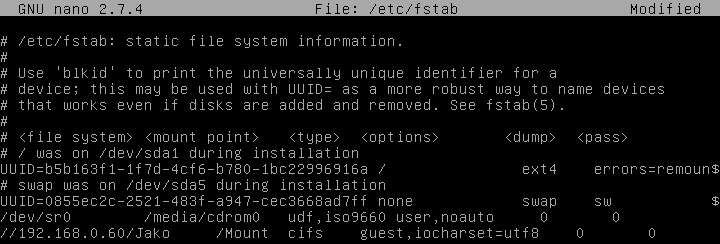 GNU nano 2.7.4 File: /etc/fstab Modified
# /etc/fstab: static file system information.
#
# Use 'blkid' to print the universally unique identifier for a
# device; this may be used with UUID= as a more robust way to name devices
# that works even if disks are added and removed. See fstab(5).
#
# <file system> <mount point> <type> <options> <dump> <pass>
# / was on /dev/sda1 during installation
UUID=b5b163f1-1f7d-4cf6-b780-1bc22996916a / ext4 errors=remoun$
# swap was on /dev/sda5 during installation
UUID=0855ec2c-2521-483f-a947-cec3668ad7ff none swap sw $
/dev/sr0 /media/cdrom0 udf,iso9660 user,noauto 0 0
//192.168.0.60/Jako /Mount cifs guest,iocharset=utf8 0 0